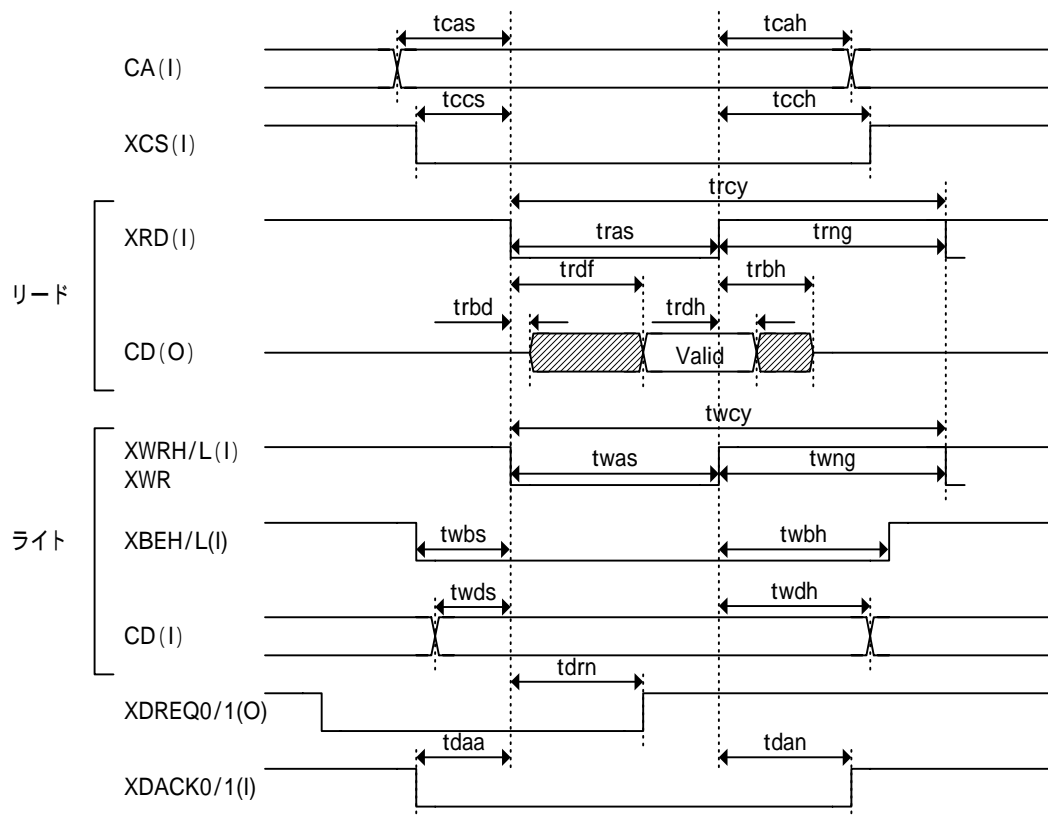 tcas tcah
CA(I)
tccs tcch
XCS(I)
trcy
XRD(I) tras trng
リード
trdf trbh
trbd trdh
CD(O) Valid
twcy
XWRH/L(I)
XWR
twas twng
ライト
XBEH/L(I) twbs twbh
twds twdh
CD(I)
tdrn
XDREQ0/1(O)
tdaa tdan
XDACK0/1(I)